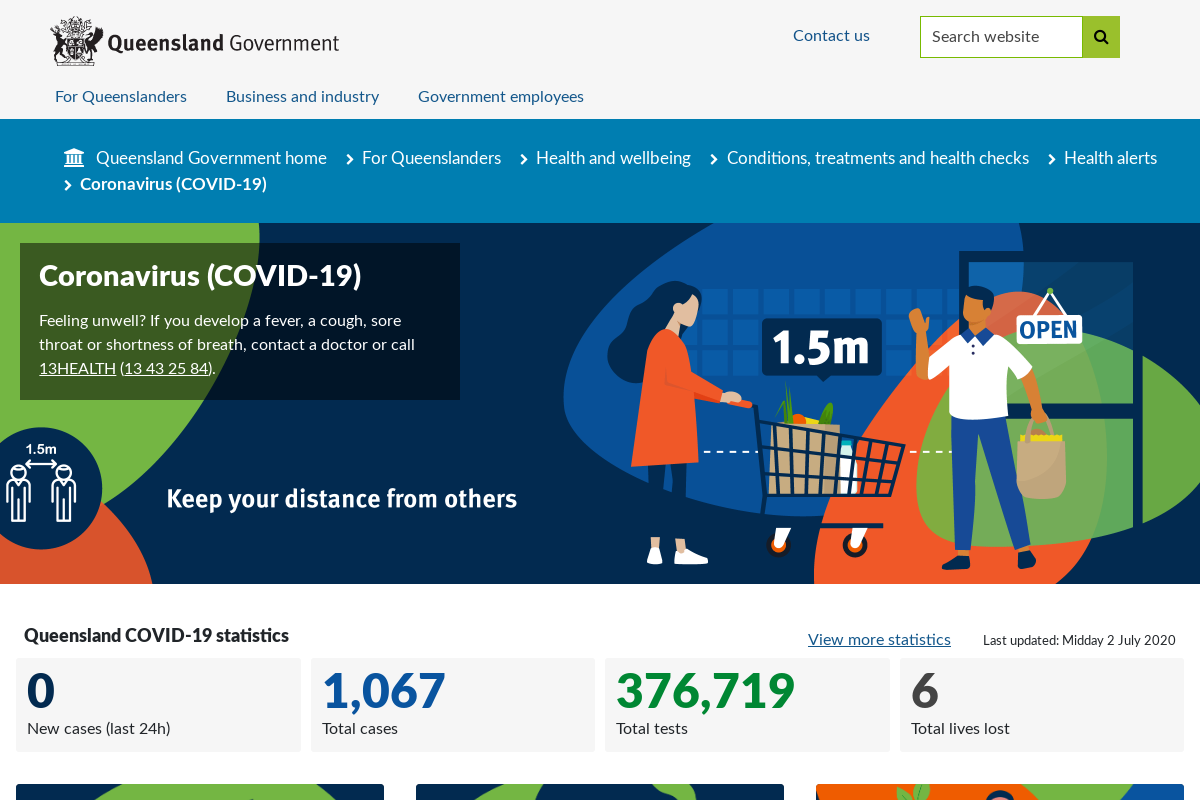 Queensland Government
Contact us
Search website
For Queenslanders
Business and industry
Government employees
Queensland Government home
For Queenslanders
Health and wellbeing
Conditions, treatments and health checks
Health alerts
Coronavirus (COVID-19)
Coronavirus (COVID-19)
Feeling unwell? If you develop a fever, a cough, sore
throat or shortness of breath, contact a doctor or call
13HEALTH (13 43 25 84).
1.5m
OPEN
1.5m
Keep your distance from others
Queensland COVID-19 statistics
View more statistics
Last updated: Midday 2 July 2020
0
New cases (last 24h)
1,067
Total cases
376,719
Total tests
6
Total lives lost